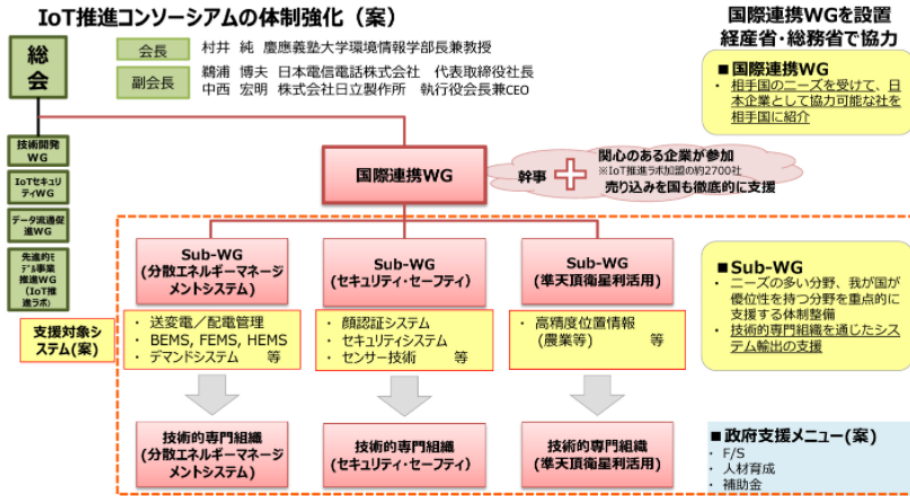 IoT推進コンソーシアムの体制強化（案）
国際連携WGを設置
経産省・総務省で協力
総会
会長
村井 純 慶應義塾大学環境情報学部長兼教授
副会長
鵜浦 博夫 日本電信電話株式会社 代表取締役社長
中西 宏明 株式会社日立製作所 執行役会長兼CEO
■国際連携WG
・ 相手国のニーズを受けて、日
本企業として協力可能な社を
相手国に紹介
技術開発
WG
IoTセキュリ
ティWG
データ流通促
進WG
先進的モ
デル事業
推進WG
（IoT推
進ラボ）
国際連携WG
幹事
関心のある企業が参加
※IoT推進ラボ加盟の約2700社
売り込みを国も徹底的に支援
Sub-WG
(分散エネルギーマネー
ジメントシステム)
Sub-WG
(セキュリティ・セーフティ)
Sub-WG
(準天頂衛星利活用)
■Sub-WG
・ ニーズの多い分野、我が国が
優位性を持つ分野を重点的に
支援する体制整備
・ 技術的専門組織を通じたシス
テム輸出の支援
支援対象シ
ステム(案)
・ 送変電／配電管理
・ BEMS, FEMS, HEMS
・ デマンドシステム 等
・ 顔認証システム
・ セキュリティシステム
・ センサー技術 等
・ 高精度位置情報
（農業等） 等
技術的専門組織
(分散エネルギーマネー
ジメントシステム)
技術的専門組織
(セキュリティ・セーフティ)
技術的専門組織
(準天頂衛星利活用)
■政府支援メニュー(案)
・ F/S
・ 人材育成
・ 補助金